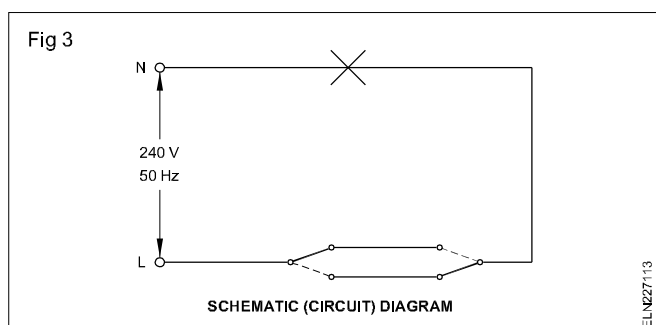 Fig 3
N
240 V
50 Hz
L
SCHEMATIC (CIRCUIT) DIAGRAM
ELN227113